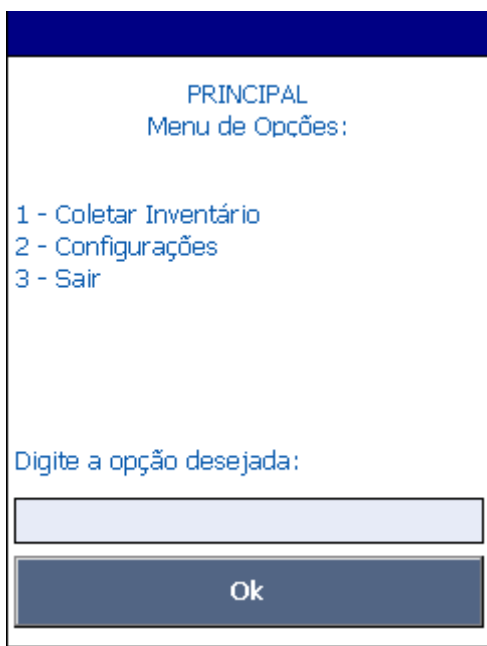 PRINCIPAL
Menu de Opções:
1 - Coletar Inventário
2 - Configurações
3 - Sair
Digite a opção desejada:
Ok